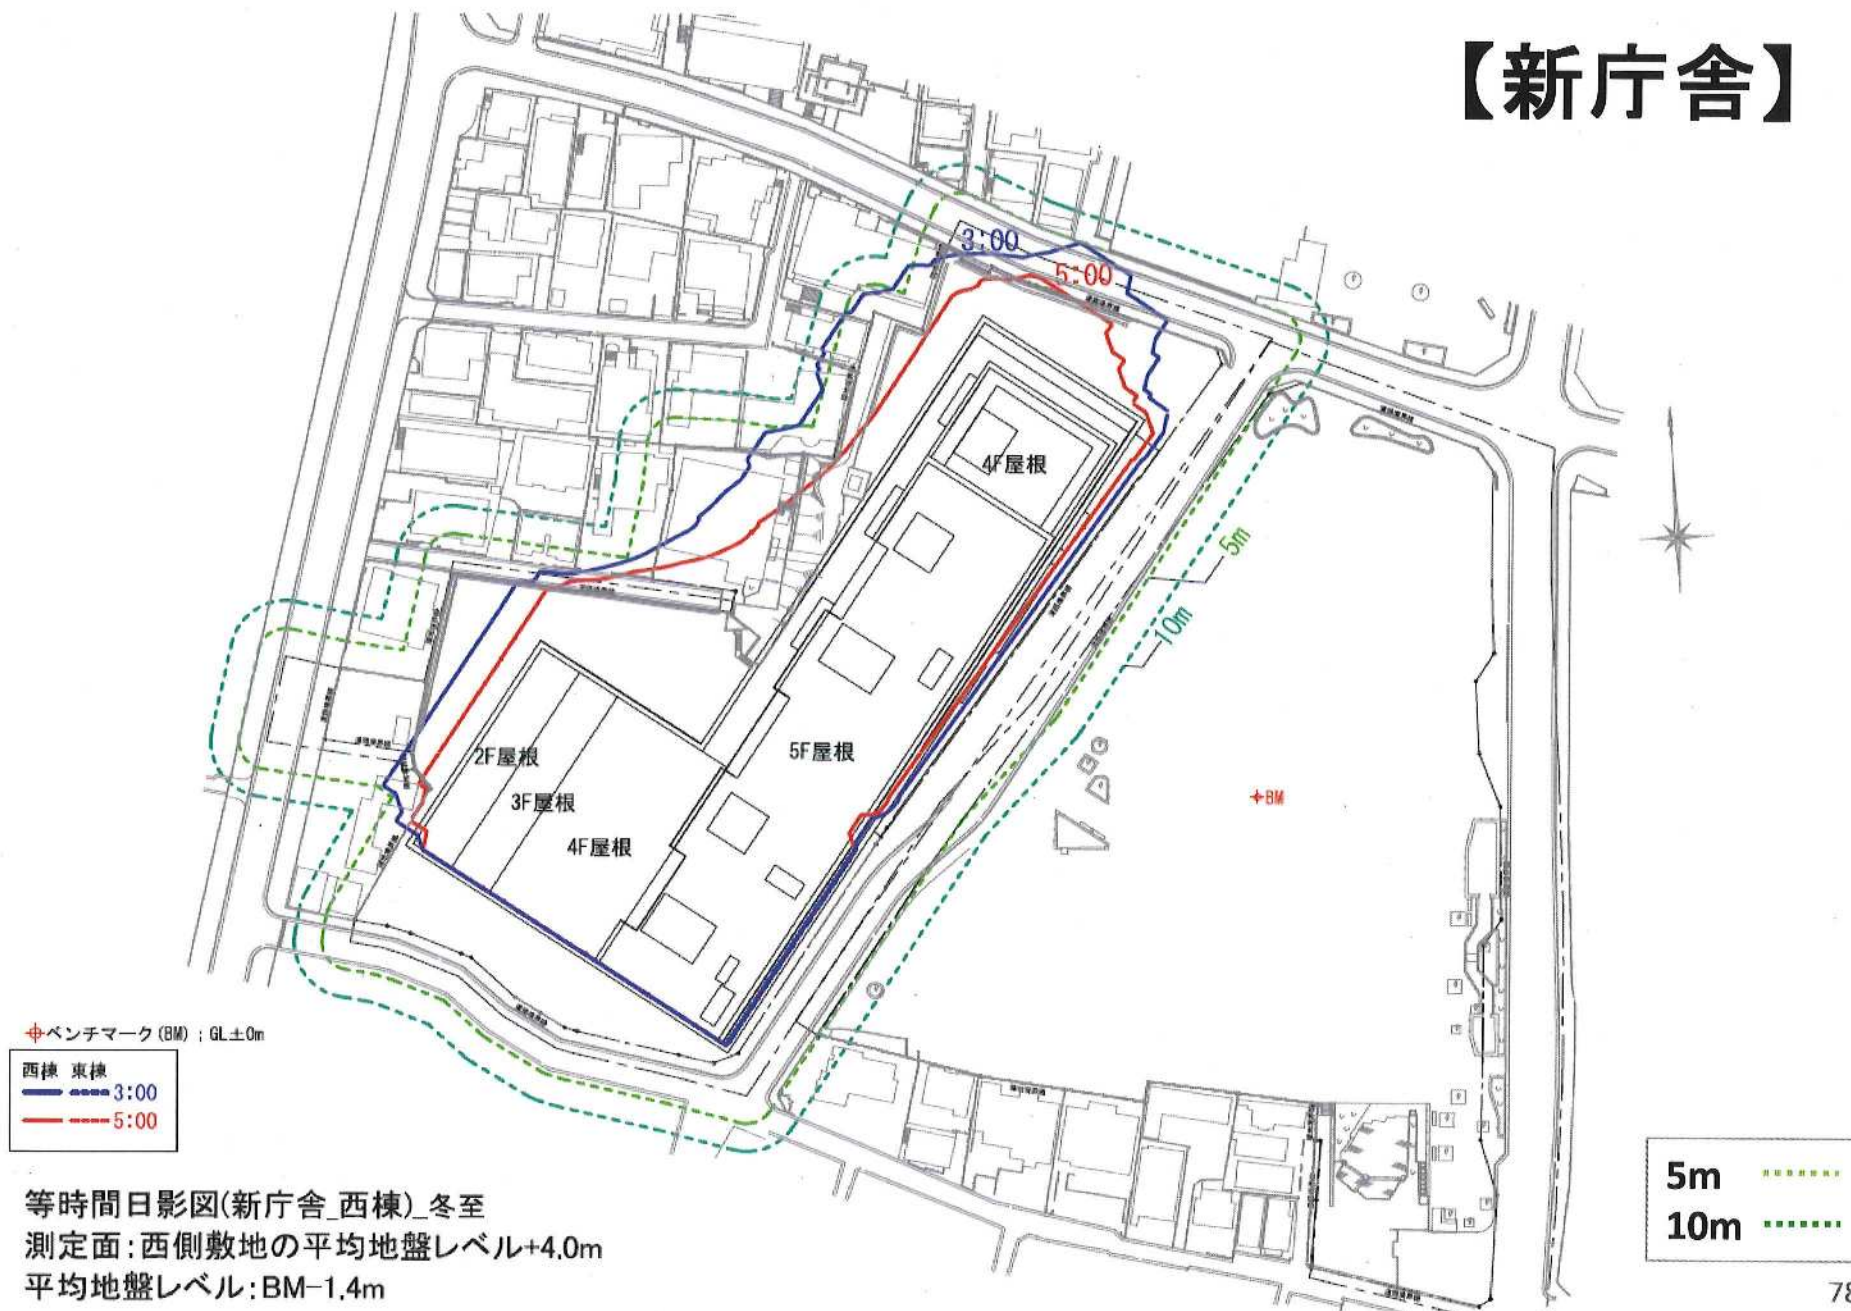 【新庁舎】
3:00
5:00
4F屋根
5m
10m
5F屋根
2F屋根
3F屋根
4F屋根
BM
ベンチマーク(BM) ; GL±0m
西棟 東棟
3:00
5:00
等時間日影図(新庁舎_西棟)_冬至
測定面:西側敷地の平均地盤レベル+4.0m
平均地盤レベル:BM-1.4m
5m
10m
78